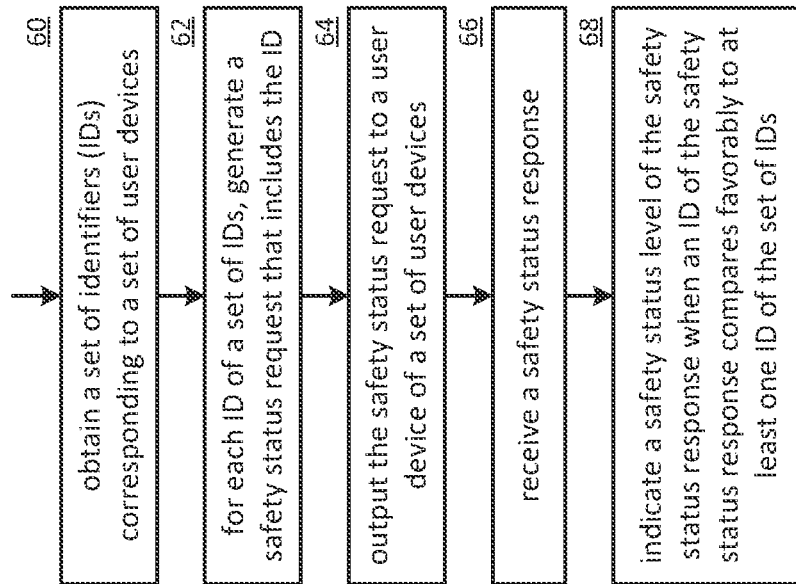 60
obtain a set of identifiers (IDs)
corresponding to a set of user devices
62
for each ID of a set of IDs, generate a
safety status request that includes the ID
64
output the safety status request to a user
device of a set of user devices
66
receive a safety status response
68
indicate a safety status level of the safety
status response when an ID of the safety
status response compares favorably to at
least one ID of the set of IDs